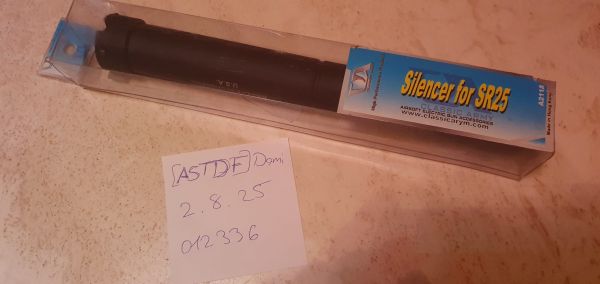 U.S.A.
Silencer for SR25
CLASSIC ARMY
AIRSOFT ELECTRIC GUN ACCESSORIES
www.classicarmy.com
A211S
Made in Hong Kong
[ASTDF] Dami
2.8.25
012336